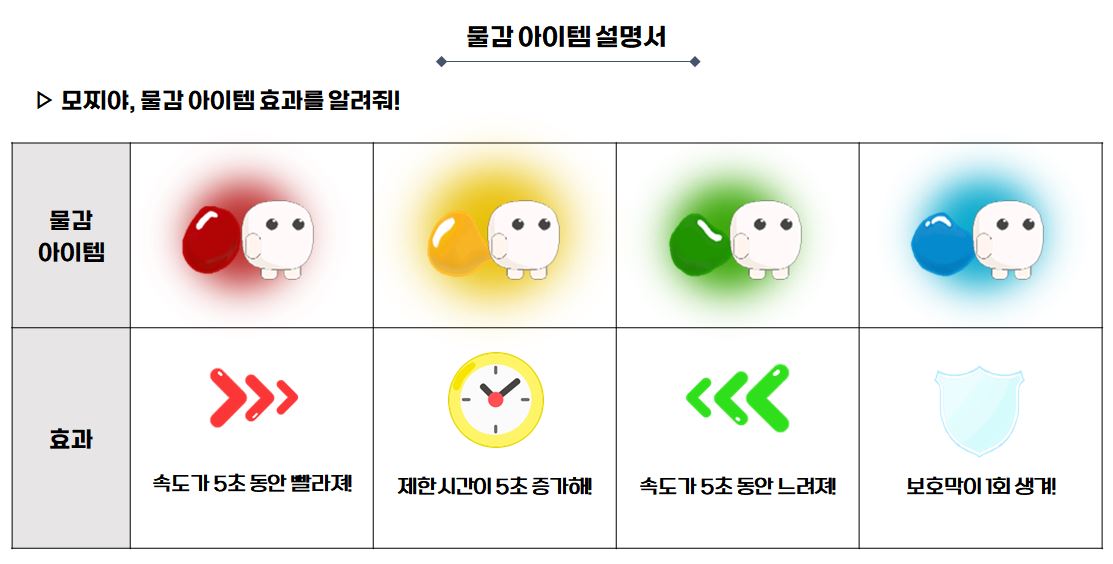 물감 아이템 설명서
▷ 모찌야, 물감 아이템 효과를 알려줘!
물감
아이템
효과
속도가 5초 동안 빨라져!
제한시간이 5초 증가해!
속도가 5초 동안 느려져!
보호막이 1회 생겨!